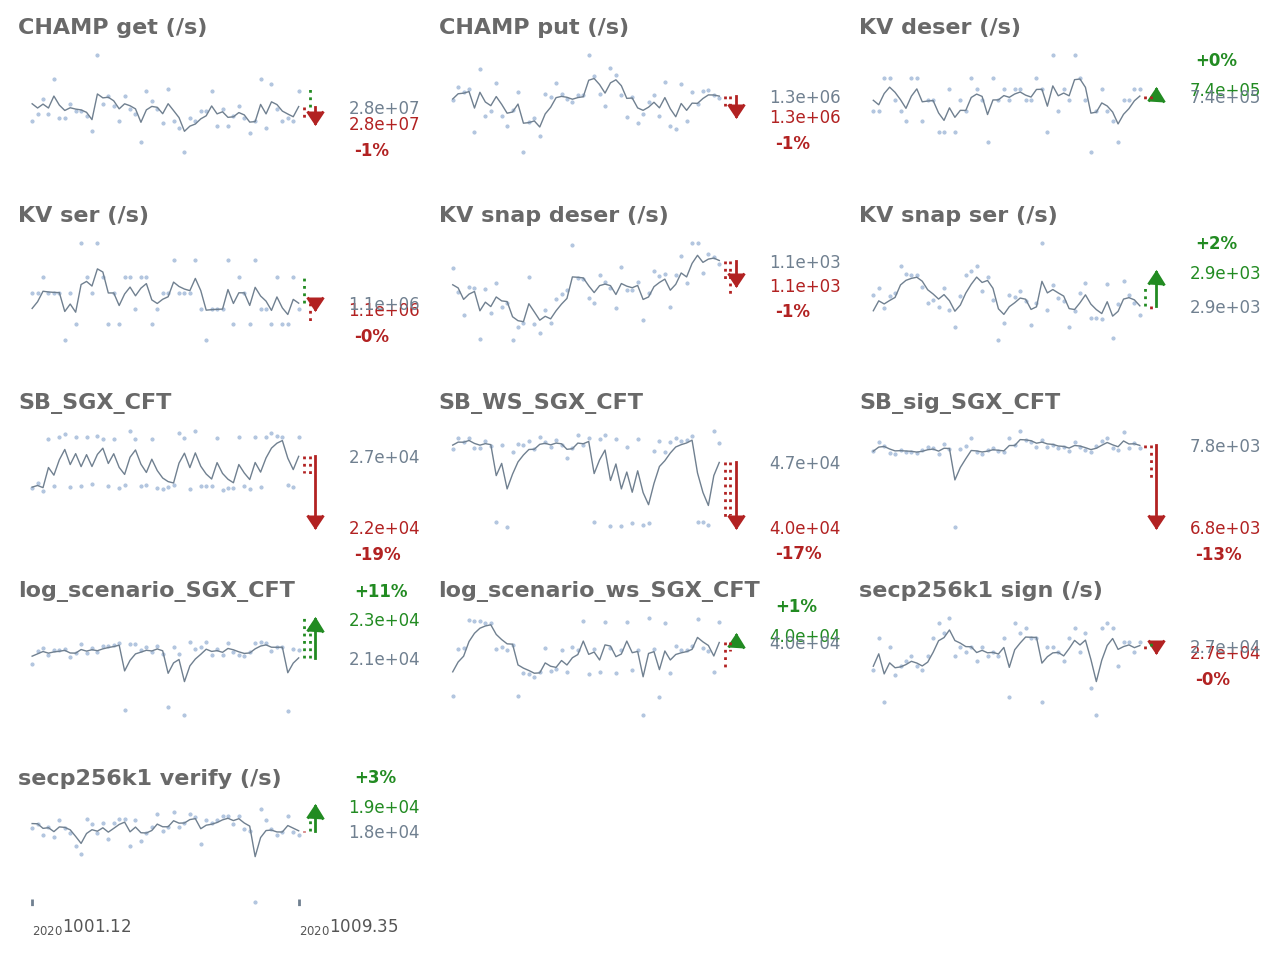 CHAMP get (/s)
2.8e+07
2.8e+07
-1%
CHAMP put (/s)
1.3e+06
1.3e+06
-1%
KV deser (/s)
+0%
7.4e+05
7.4e+05
KV ser (/s)
1.1e+06
1.1e+06
-0%
KV snap deser (/s)
1.1e+03
1.1e+03
-1%
KV snap ser (/s)
+2%
2.9e+03
2.9e+03
SB_SGX_CFT
2.7e+04
2.2e+04
-19%
SB_WS_SGX_CFT
4.7e+04
4.0e+04
-17%
SB_sig_SGX_CFT
7.8e+03
6.8e+03
-13%
log_scenario_SGX_CFT
+11%
2.3e+04
2.1e+04
log_scenario_ws_SGX_CFT
+1%
4.0e+04
4.0e+04
secp256k1 sign (/s)
2.7e+04
2.7e+04
-0%
secp256k1 verify (/s)
+3%
1.9e+04
1.8e+04
20201001.12
20201009.35